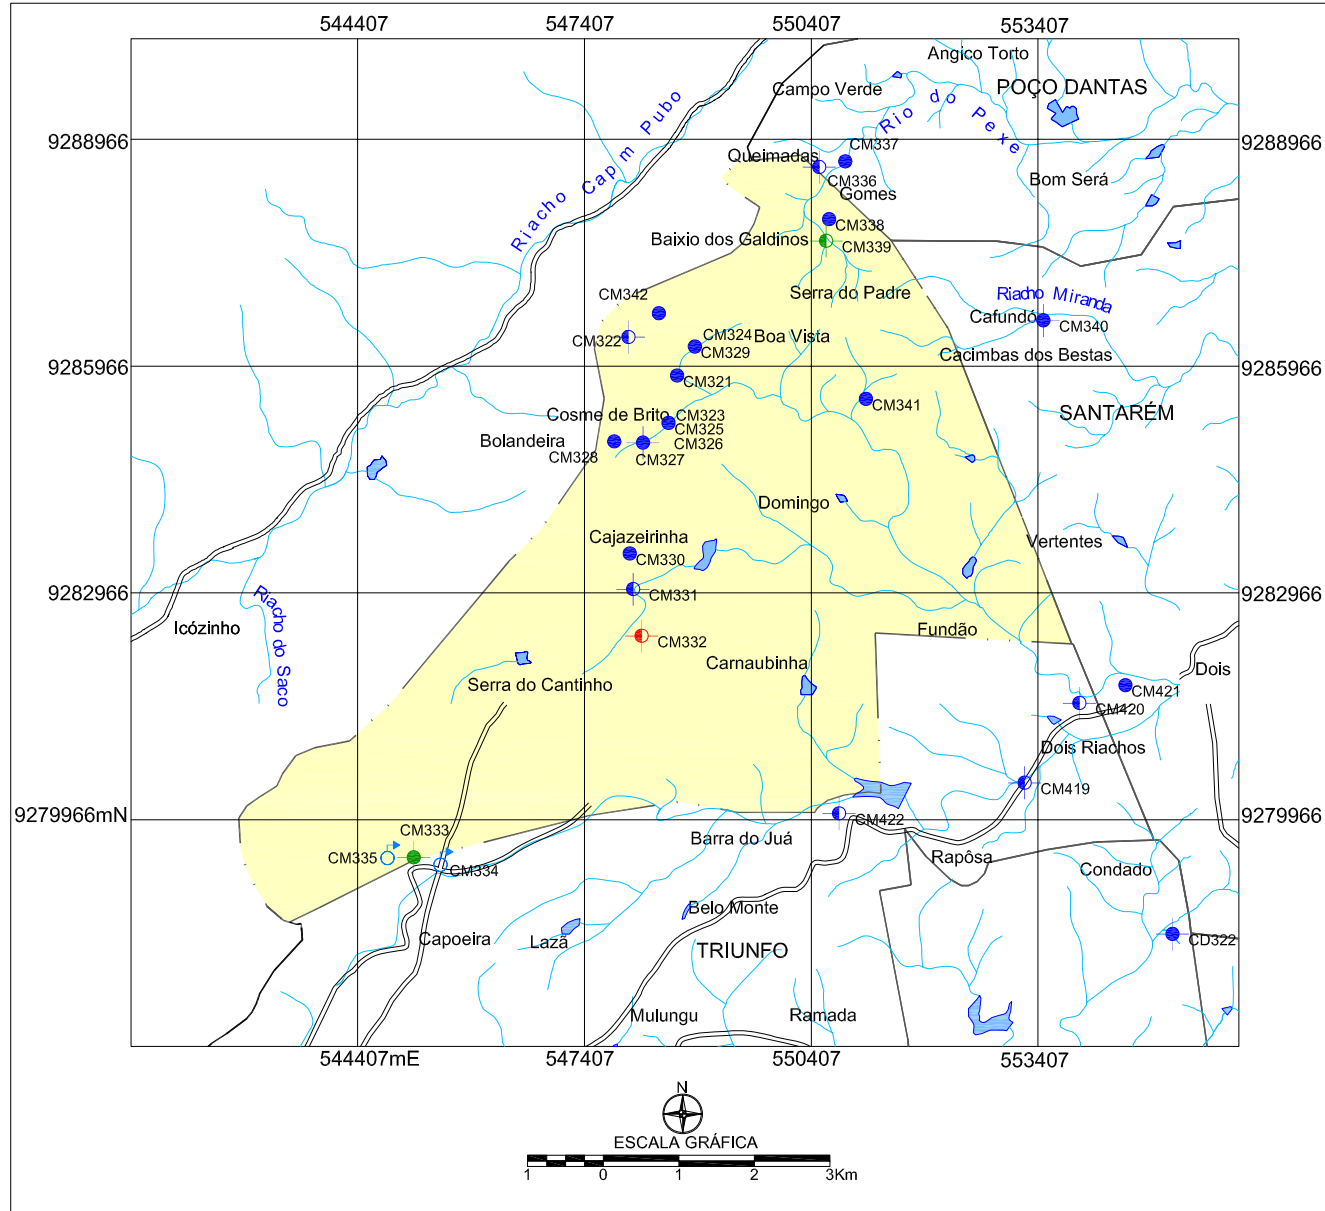 544407
547407
550407
553407
Angico Torto
Campo Verde
POÇO DANTAS
Rio do Pexe
Riacho Cap m Pubo
9288966
9288966
CM337
Queimadas
CM336
Bom Será
Gomes
CM338
Baixio dos Galdinos
CM339
CM342
Serra do Padre
Riacho Miranda
Cafundó
CM340
CM322
CM324
Boa Vista
CM329
Cacimbas dos Bestas
9285966
9285966
CM321
CM341
SANTARÉM
Cosme de Brito
CM323
CM325
Bolandeira
CM326
CM328
CM327
Domingo
Cajazeirinha
Vertentes
CM330
9282966
9282966
CM331
Riacho do Saco
Icózinho
Fundão
CM332
Carnaubinha
Dois
Serra do Cantinho
CM421
CM420
Dois Riachos
CM419
9279966mN
9279966
CM333
CM422
Barra do Juá
CM335
CM334
Rapôsa
Condado
Belo Monte
Capoeira
Lazã
TRIUNFO
CD322
Mulungu
Ramada
544407mE
547407
550407
553407
N
ESCALA GRÁFICA
1 0 1 2 3Km